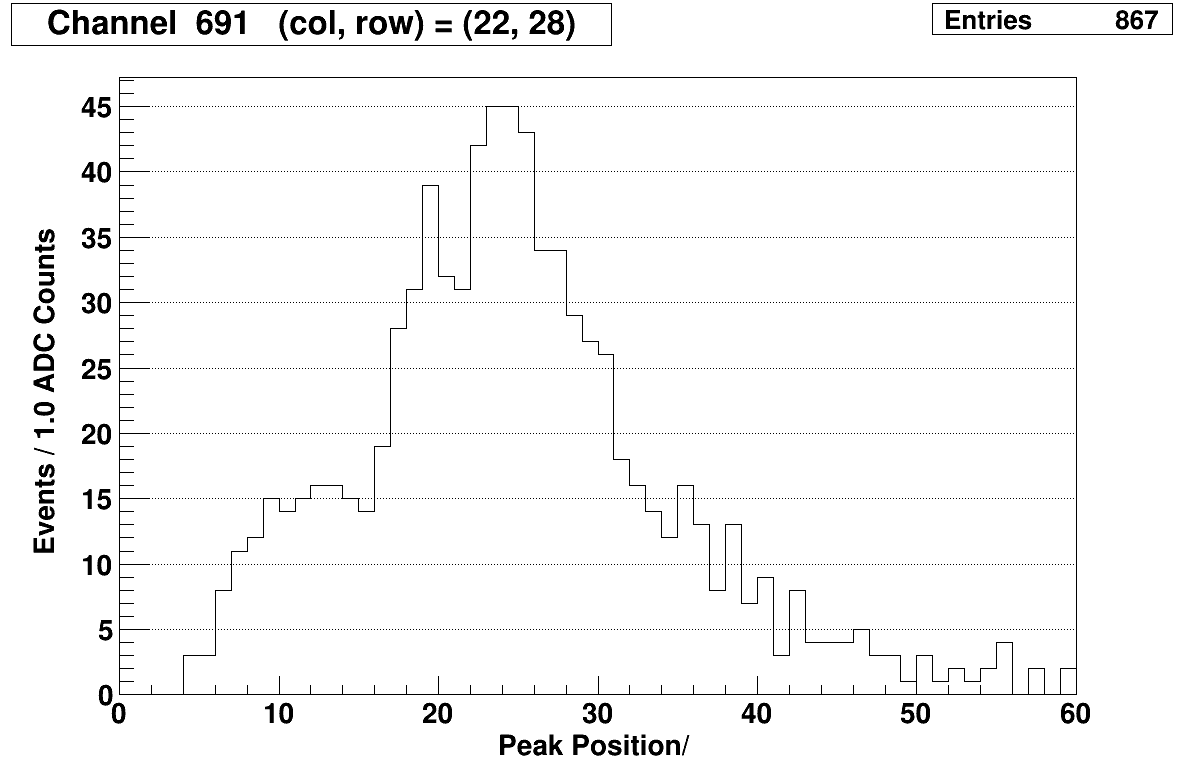 Channel 691 (col, row) = (22, 28)
Entries 867
45
40
35
30
25
20
15
10
5
0
Events / 1.0 ADC Counts
0 10 20 30 40 50 60
Peak Position/